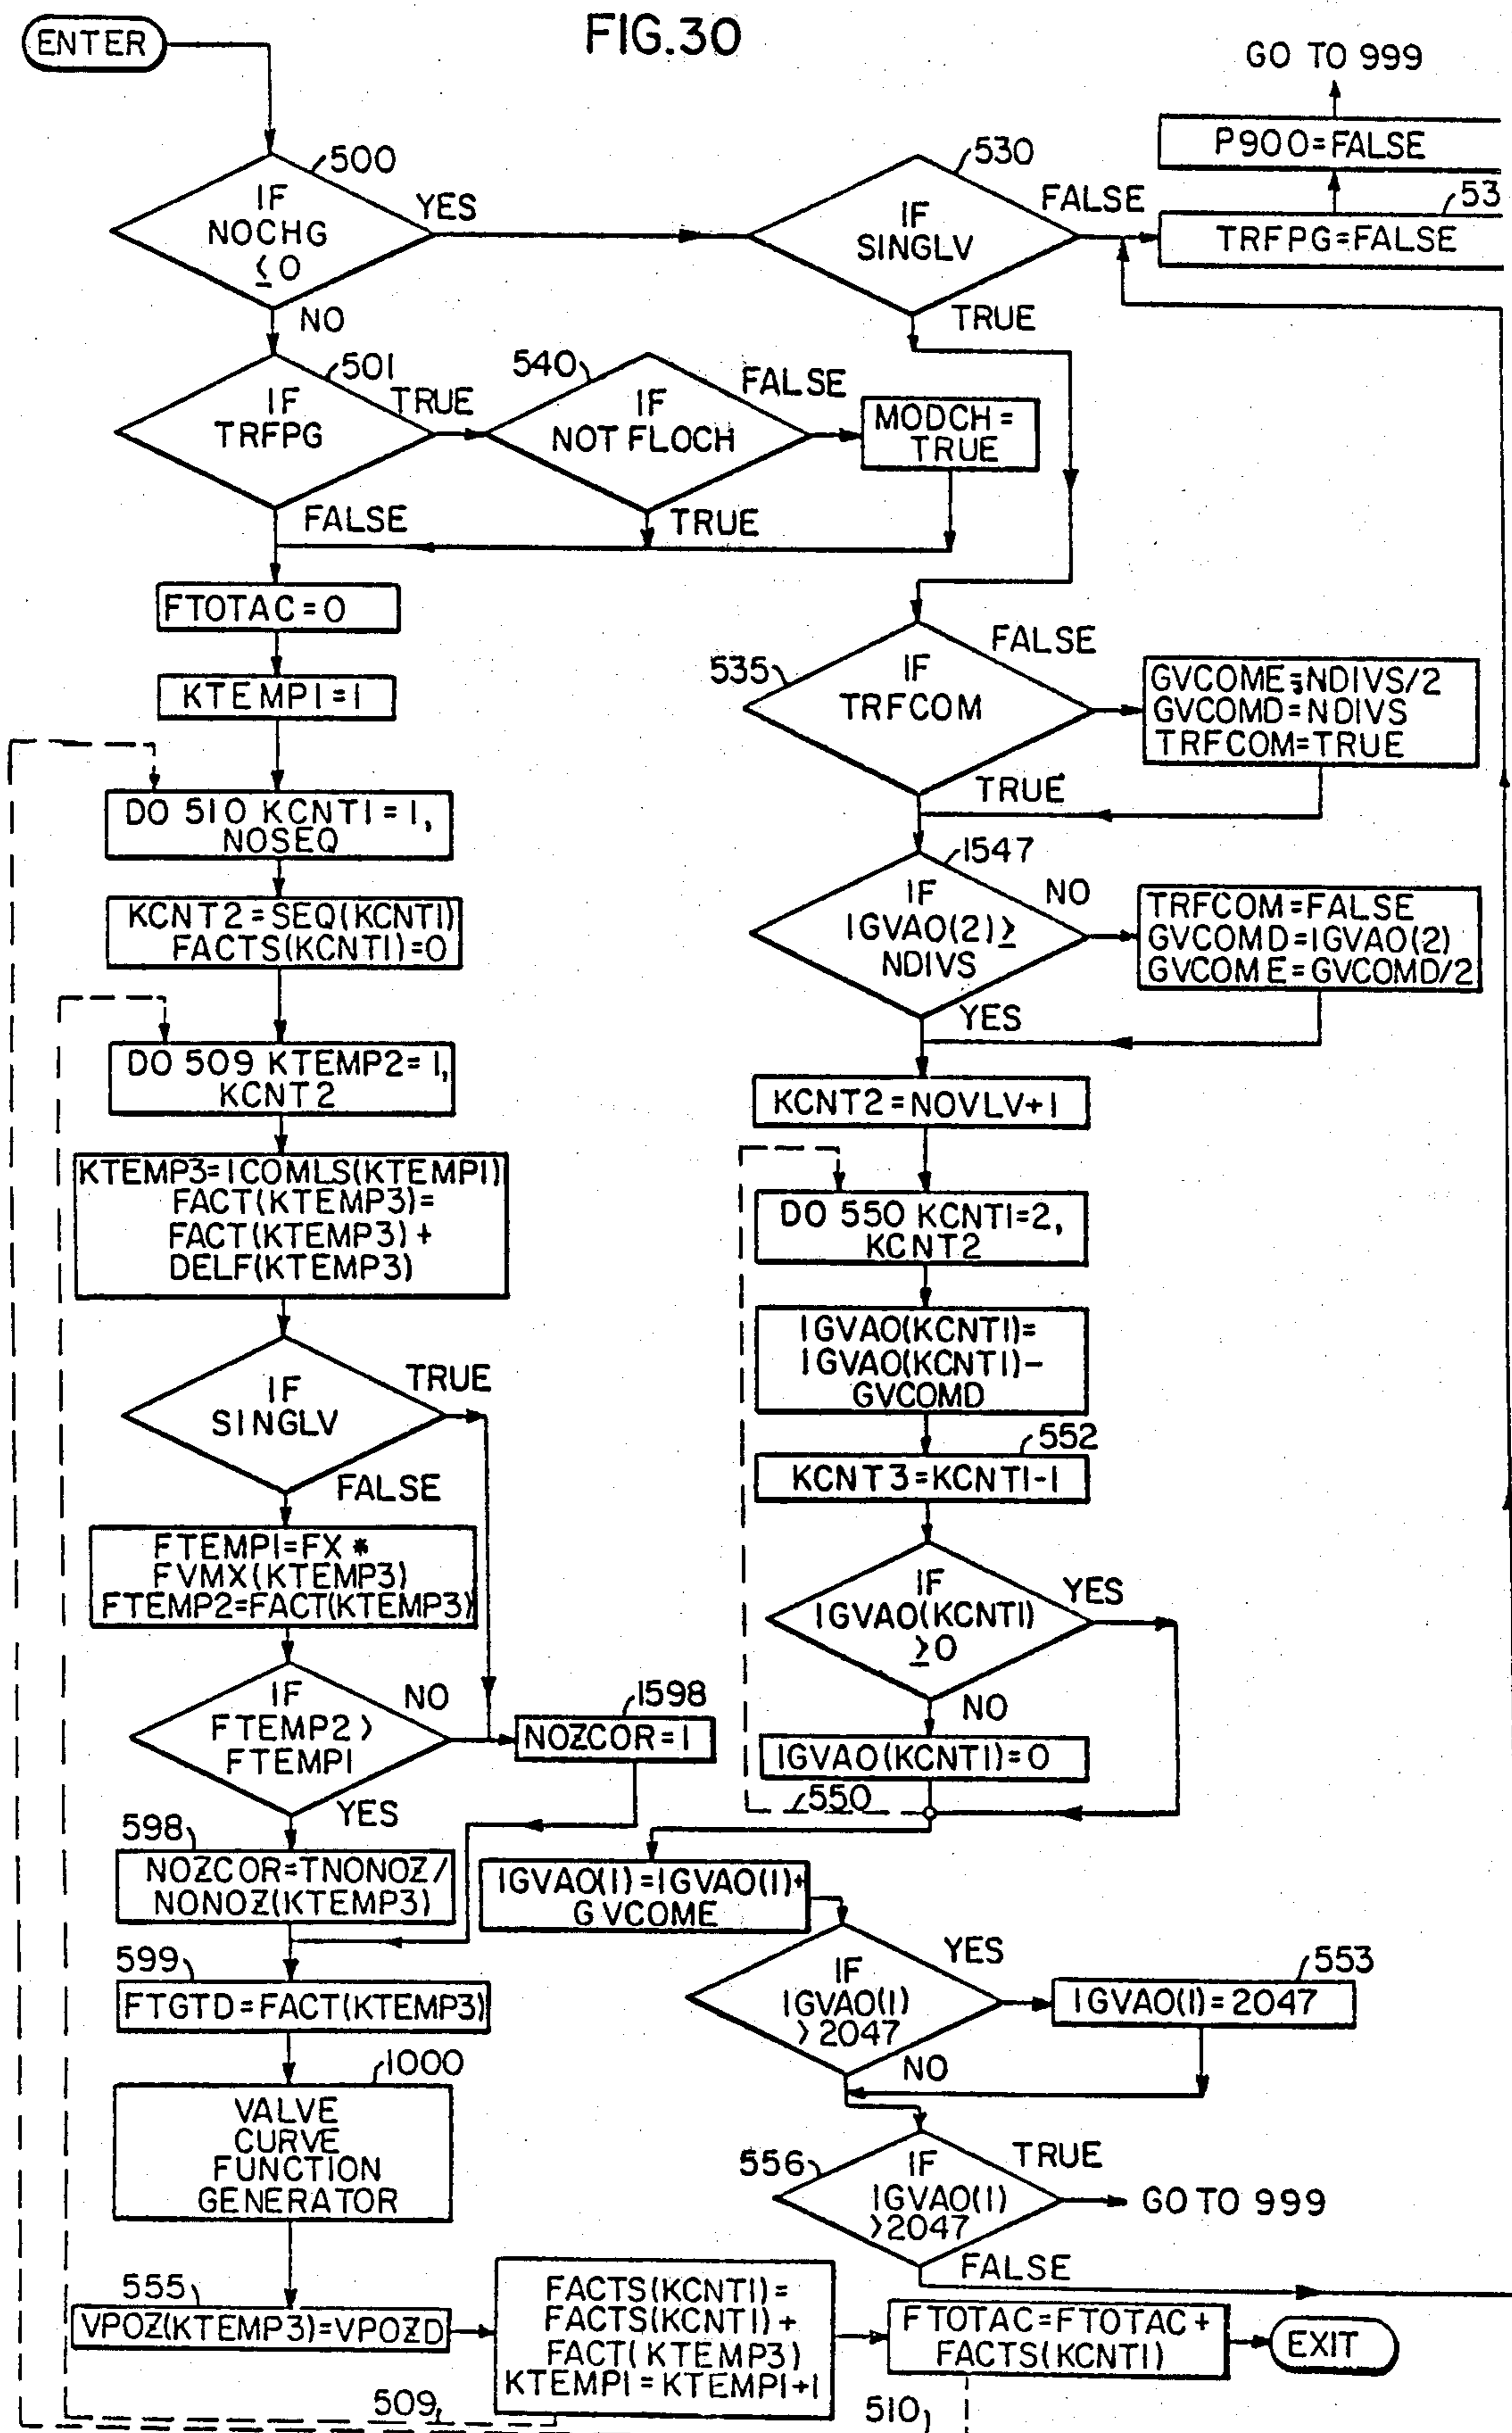 FIG.30
ENTER
500
IF
NOCHG
≤0
YES
NO
530
IF
SINGLV
FALSE
TRUE
GO TO 999
P900=FALSE
53
TRFPG=FALSE
501
IF
TRFPG
TRUE
FALSE
540
IF
NOT FLOCH
FALSE
TRUE
MODCH=
TRUE
FTOTAC=0
KTEMP1=1
DO 510 KCNT1=1,
NOSEQ
KCNT2=SEQ(KCNT1)
FACTS(KCNT1)=0
DO 509 KTEMP2=1,
KCNT2
KTEMP3=ICOMLS(KTEMP1)
FACT(KTEMP3)=
FACT(KTEMP3)+
DELF(KTEMP3)
IF
SINGLV
TRUE
FALSE
FTEMP1=FX*
FVMX(KTEMP3)
FTEMP2=FACT(KTEMP3)
IF
FTEMP2>
FTEMP1
NO
YES
1598
NOZCOR=1
598
NOZCOR=TNONOZ/
NONOZ(KTEMP3)
599
FTGTD=FACT(KTEMP3)
1000
VALVE
CURVE
FUNCTION
GENERATOR
555
VPOZ(KTEMP3)=VPOZD
FACTS(KCNT1)=
FACTS(KCNT1)+
FACT(KTEMP3)
KTEMP1=KTEMP1+1
509
FTOTAC=FTOTAC+
FACTS(KCNT1)
510
EXIT
535
IF
TRFCOM
FALSE
TRUE
GVCOME=NDIVS/2
GVCOMD=NDIVS
TRFCOM=TRUE
1547
IF
IGVAO(2)≥
NDIVS
NO
YES
TRFCOM=FALSE
GVCOMD=IGVAO(2)
GVCOME=GVCOMD/2
KCNT2=NOVLV+1
DO 550 KCNT1=2,
KCNT2
IGVAO(KCNT1)=
IGVAO(KCNT1)-
GVCOMD
552
KCNT3=KCNT1-1
IF
IGVAO(KCNT1)
≥0
YES
NO
IGVAO(KCNT1)=0
550
IGVAO(1)=IGVAO(1)+
GVCOME
IF
IGVAO(1)
>2047
YES
NO
553
IGVAO(1)=2047
556
IF
IGVAO(1)
>2047
TRUE
GO TO 999
FALSE